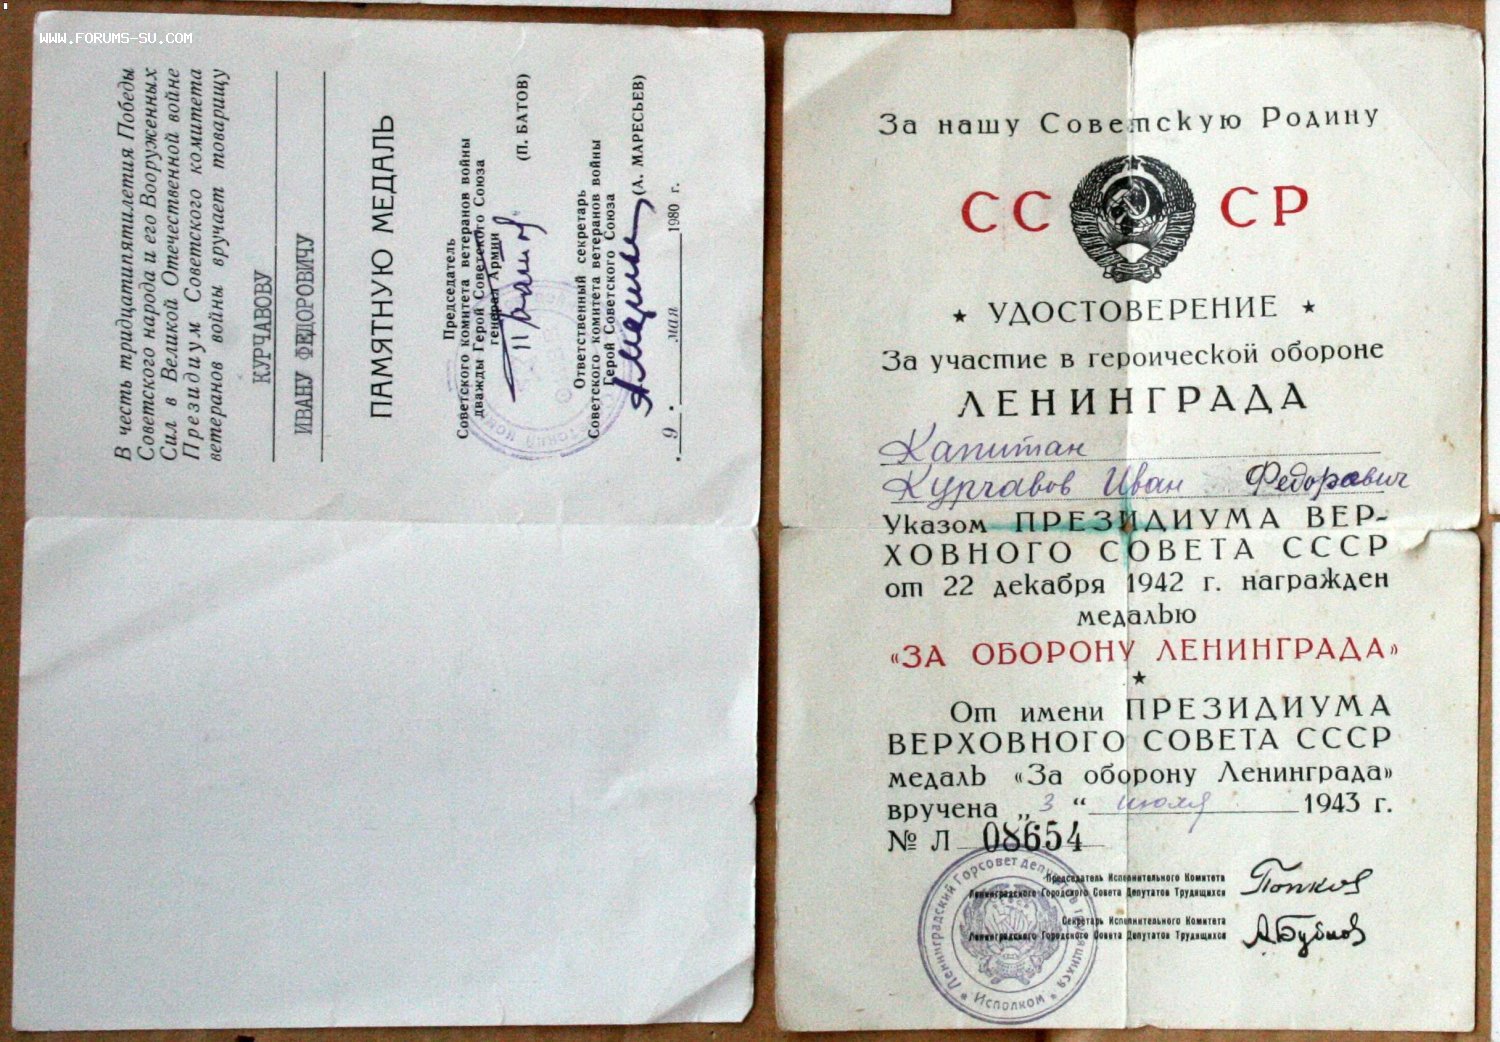 www.forums-su.com
В честь тридцатипятилетия Победы
Советского народа и его Вооруженных
Сил в Великой Отечественной войне
Президиум Советского комитета
ветеранов войны вручает товарищу
КУРЧАВОВУ
ИВАНУ ФЕДОРОВИЧУ
ПАМЯТНУЮ МЕДАЛЬ
Председатель
Советского комитета ветеранов войны
дважды Герой Советского Союза
генерал Армии
(П. БАТОВ)
Ответственный секретарь
Советского комитета ветеранов войны
Герой Советского Союза
(А. МАРЕСЬЕВ)
„ 9 " мая 1980 г.
За нашу Советскую Родину
СССР
★ УДОСТОВЕРЕНИЕ ★
За участие в героической обороне
ЛЕНИНГРАДА
Капитан
Курчавов Иван Федорович
Указом ПРЕЗИДИУМА ВЕР-
ХОВНОГО СОВЕТА СССР
от 22 декабря 1942 г. награжден
медалью
«ЗА ОБОРОНУ ЛЕНИНГРАДА»
★
От имени ПРЕЗИДИУМА
ВЕРХОВНОГО СОВЕТА СССР
медаль «За оборону Ленинграда»
вручена „ 3 “ июля 1943 г.
№ Л 08654
Председатель Исполнительного Комитета
Ленинградского Городского Совета Депутатов Трудящихся
Попков
Секретарь Исполнительного Комитета
Ленинградского Городского Совета Депутатов Трудящихся
АБубнов
Ленинградский Горсовет депутатов трудящихся
★ Исполком ★